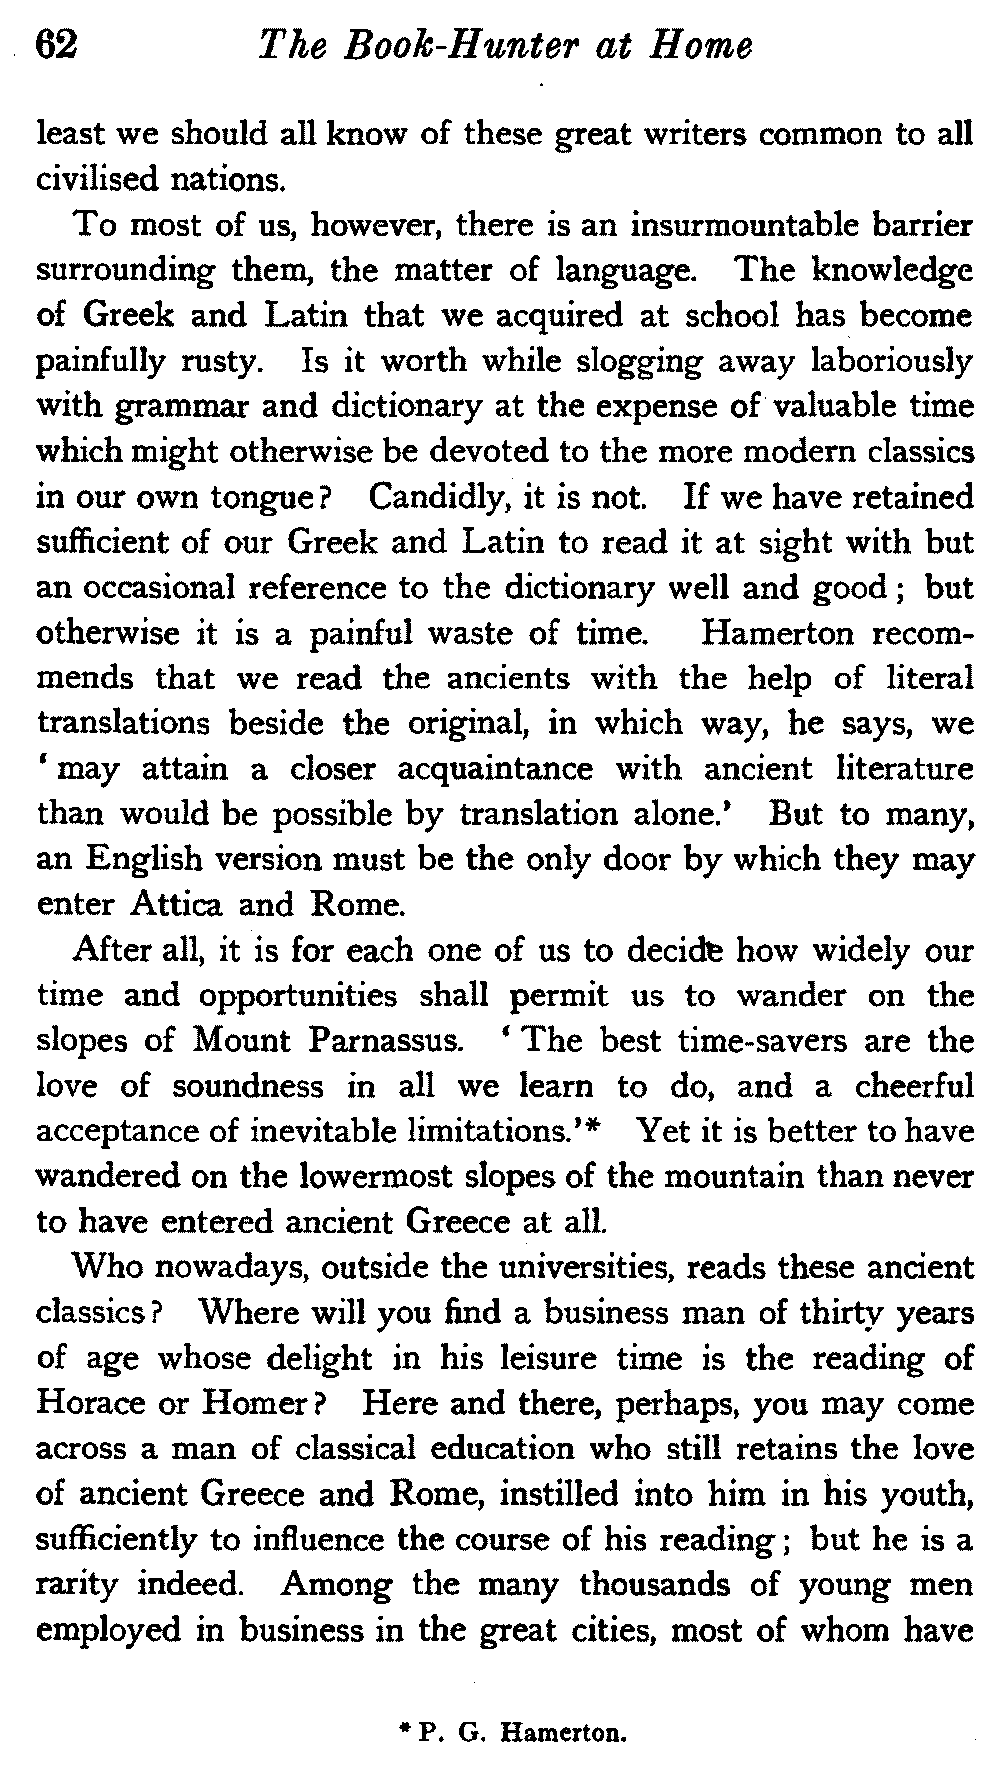 62 The Book-Hunter at Home
least we should all know of these great writers common to all
civilised nations.
To most of us, however, there is an insurmountable barrier
surrounding them, the matter of language. The knowledge
of Greek and Latin that we acquired at school has become
painfully rusty. Is it worth while slogging away laboriously
with grammar and dictionary at the expense of valuable time
which might otherwise be devoted to the more modern classics
in our own tongue? Candidly, it is not. If we have retained
sufficient of our Greek and Latin to read it at sight with but
an occasional reference to the dictionary well and good; but
otherwise it is a painful waste of time. Hamerton recom-
mends that we read the ancients with the help of literal
translations beside the original, in which way, he says, we
‘may attain a closer acquaintance with ancient literature
than would be possible by translation alone.’ But to many,
an English version must be the only door by which they may
enter Attica and Rome.
After all, it is for each one of us to decide how widely our
time and opportunities shall permit us to wander on the
slopes of Mount Parnassus. ‘The best time-savers are the
love of soundness in all we learn to do, and a cheerful
acceptance of inevitable limitations.’* Yet it is better to have
wandered on the lowermost slopes of the mountain than never
to have entered ancient Greece at all.
Who nowadays, outside the universities, reads these ancient
classics? Where will you find a business man of thirty years
of age whose delight in his leisure time is the reading of
Horace or Homer? Here and there, perhaps, you may come
across a man of classical education who still retains the love
of ancient Greece and Rome, instilled into him in his youth,
sufficiently to influence the course of his reading; but he is a
rarity indeed. Among the many thousands of young men
employed in business in the great cities, most of whom have
* P. G. Hamerton.